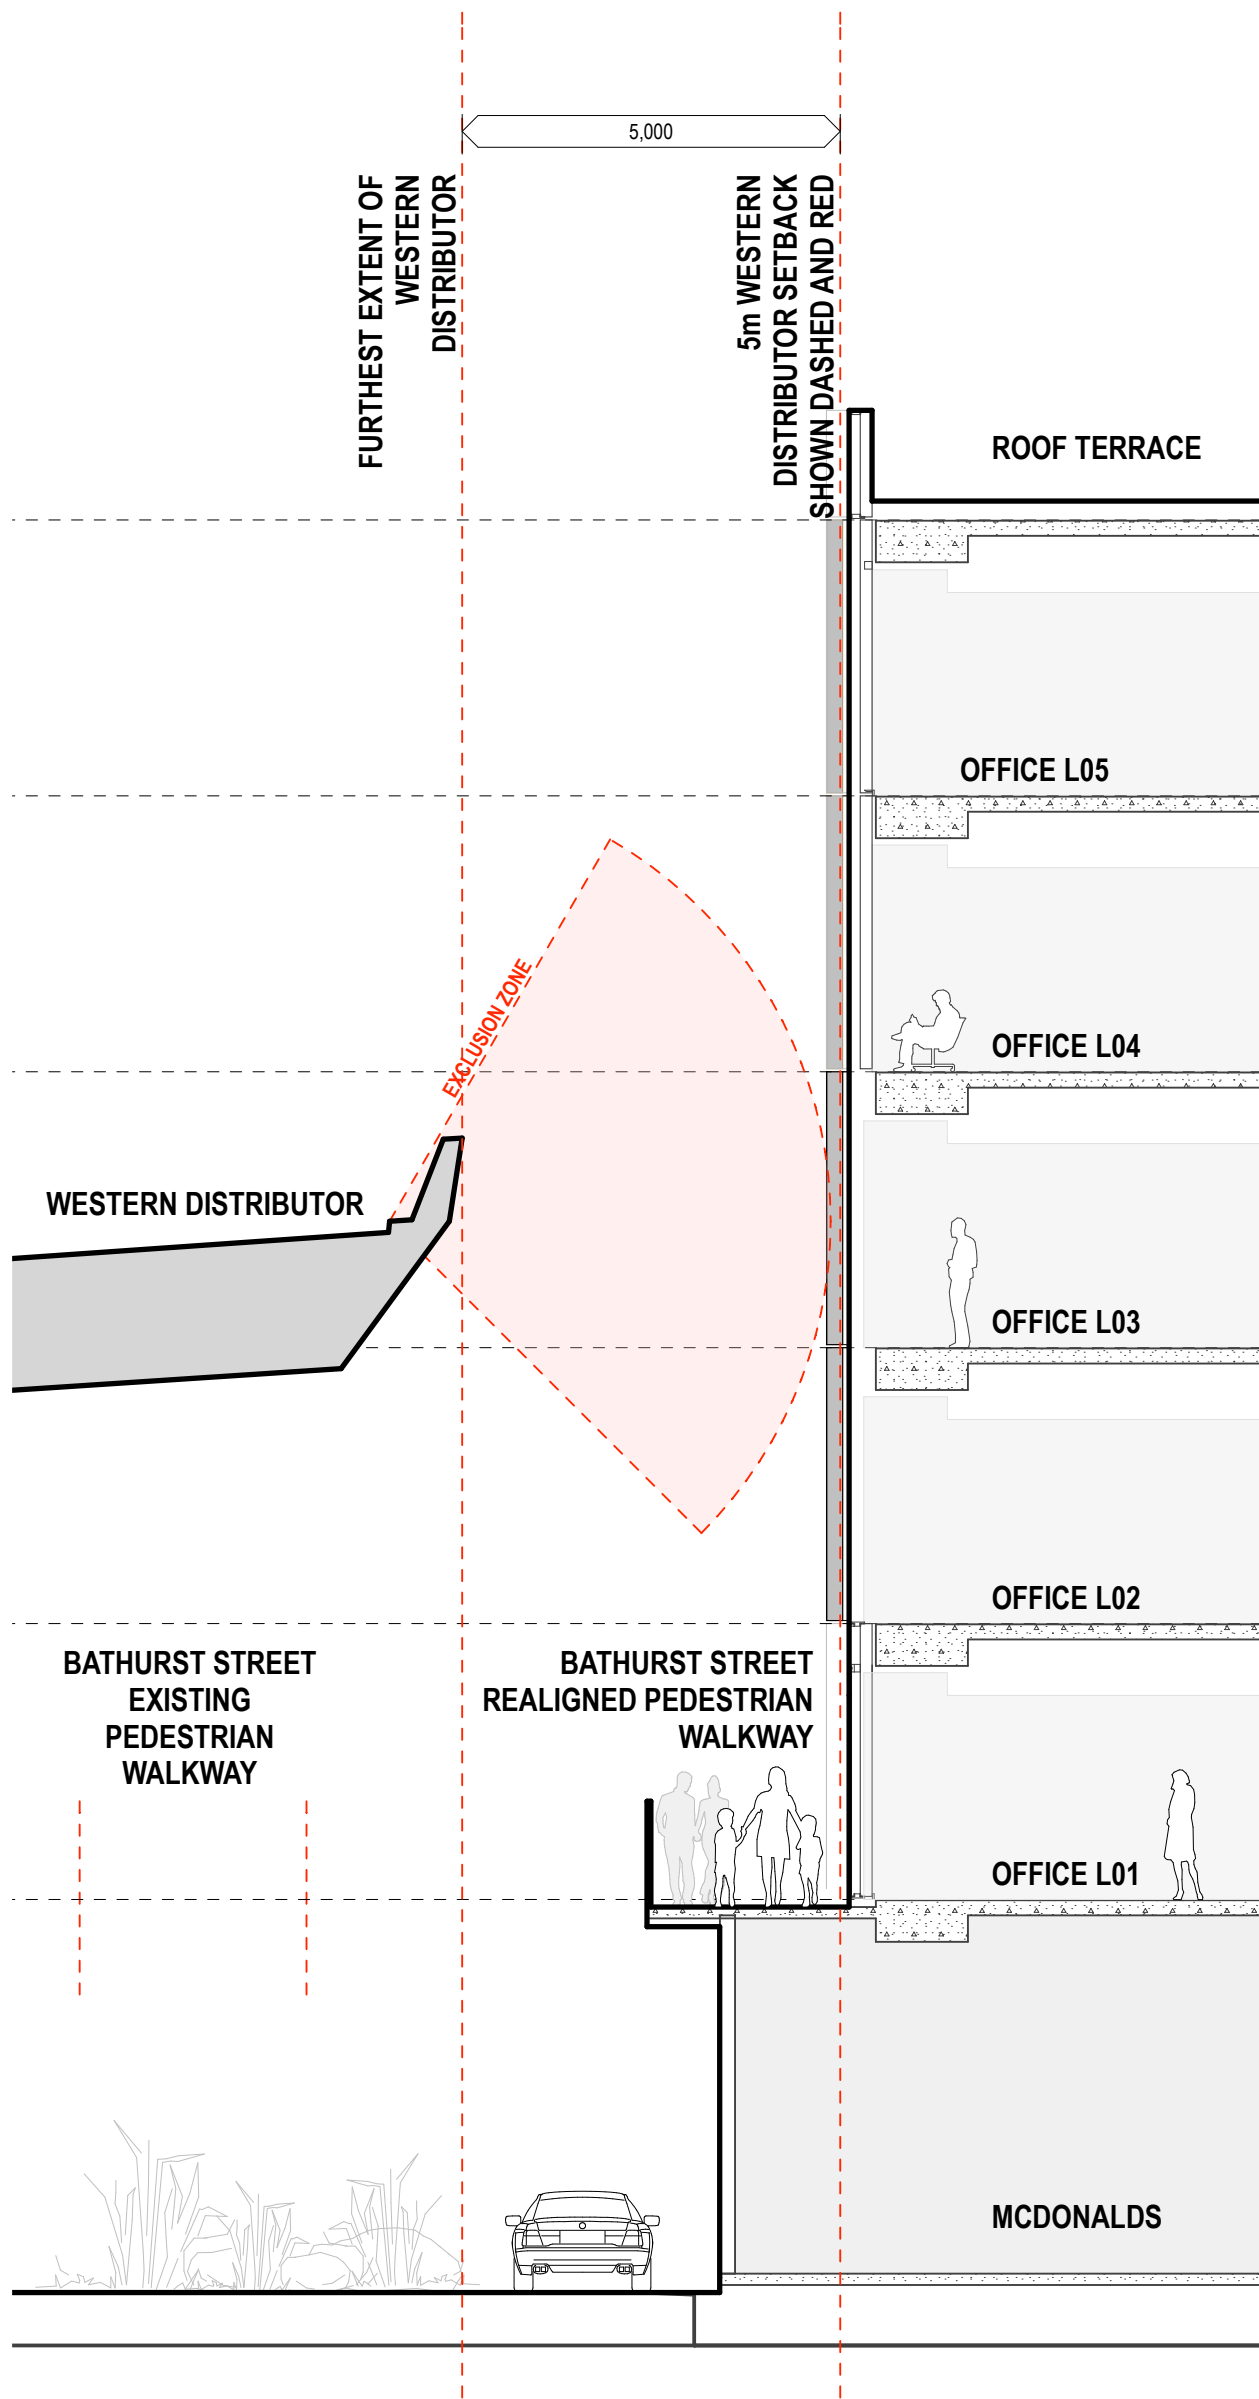 5,000
FURTHEST EXTENT OF
WESTERN
DISTRIBUTOR
5m WESTERN
DISTRIBUTOR SETBACK
SHOWN DASHED AND RED
ROOF TERRACE
OFFICE L05
EXCLUSION ZONE
OFFICE L04
WESTERN DISTRIBUTOR
OFFICE L03
OFFICE L02
BATHURST STREET
EXISTING
PEDESTRIAN
WALKWAY
BATHURST STREET
REALIGNED PEDESTRIAN
WALKWAY
OFFICE L01
MCDONALDS